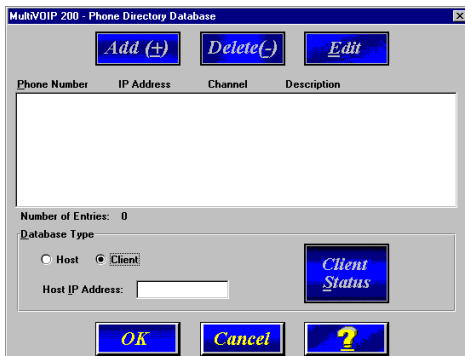 MultiVOIP 200 - Phone Directory Database
Add (+) Delete(-) Edit
Phone Number IP Address Channel Description
Number of Entries: 0
Database Type
Host Client
Host IP Address:
Client Status
OK Cancel ?